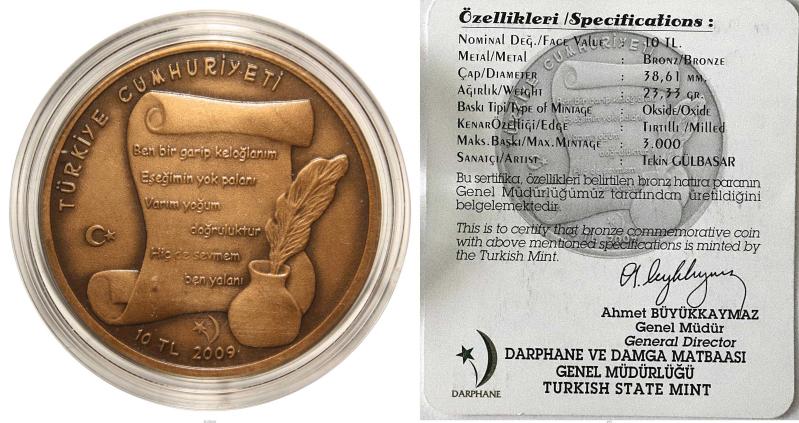 TÜRKİYE CUMHURİYETİ
Ben bir garip keloğlanım
Eşeğimin yok palanı
Varım yoğum
doğruluktur
Hiç de sevmem
ben yalanı
10 TL 2009
Özellikleri /Specifications :
Nominal Değ./Face Value : 10 TL.
Metal/Metal : Bronz/Bronze
Çap/Diameter : 38,61 mm.
Ağırlık/Weight : 23,33 gr.
Baskı Tipi/Type of Mintage : Okside/Oxide
Kenar Özelliği/Edge : Tırtıllı/Milled
Maks.Baskı/Max.Mintage : 3.000
Sanatçı/Artist : Tekin GÜLBASAR
Bu sertifika, özellikleri belirtilen bronz hatıra paranın
Genel Müdürlüğümüz tarafından üretildiğini
belgelemektedir.
This is to certify that bronze commemorative coin
with above mentioned specifications is minted by
the Turkish Mint.
Ahmet BÜYÜKKAYMAZ
Genel Müdür
General Director
DARPHANE VE DAMGA MATBAASI
GENEL MÜDÜRLÜĞÜ
TURKISH STATE MINT
DARPHANE